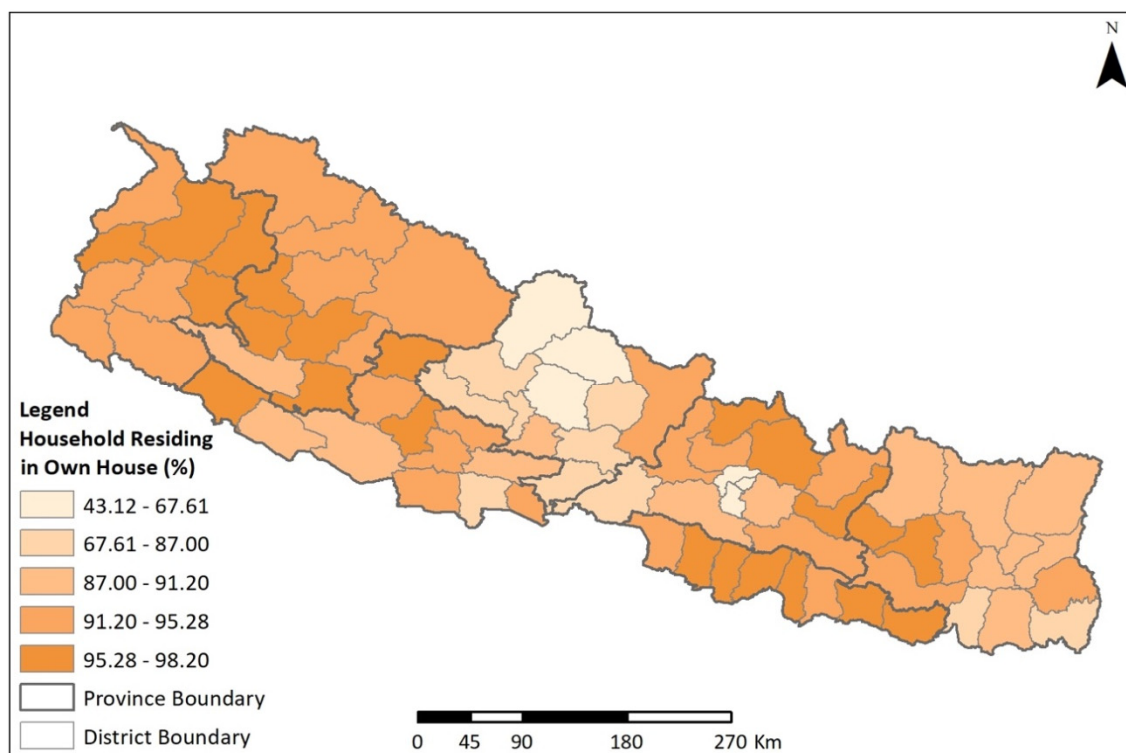 N
Legend
Household Residing
in Own House (%)
43.12 - 67.61
67.61 - 87.00
87.00 - 91.20
91.20 - 95.28
95.28 - 98.20
Province Boundary
District Boundary
0 45 90 180 270 Km